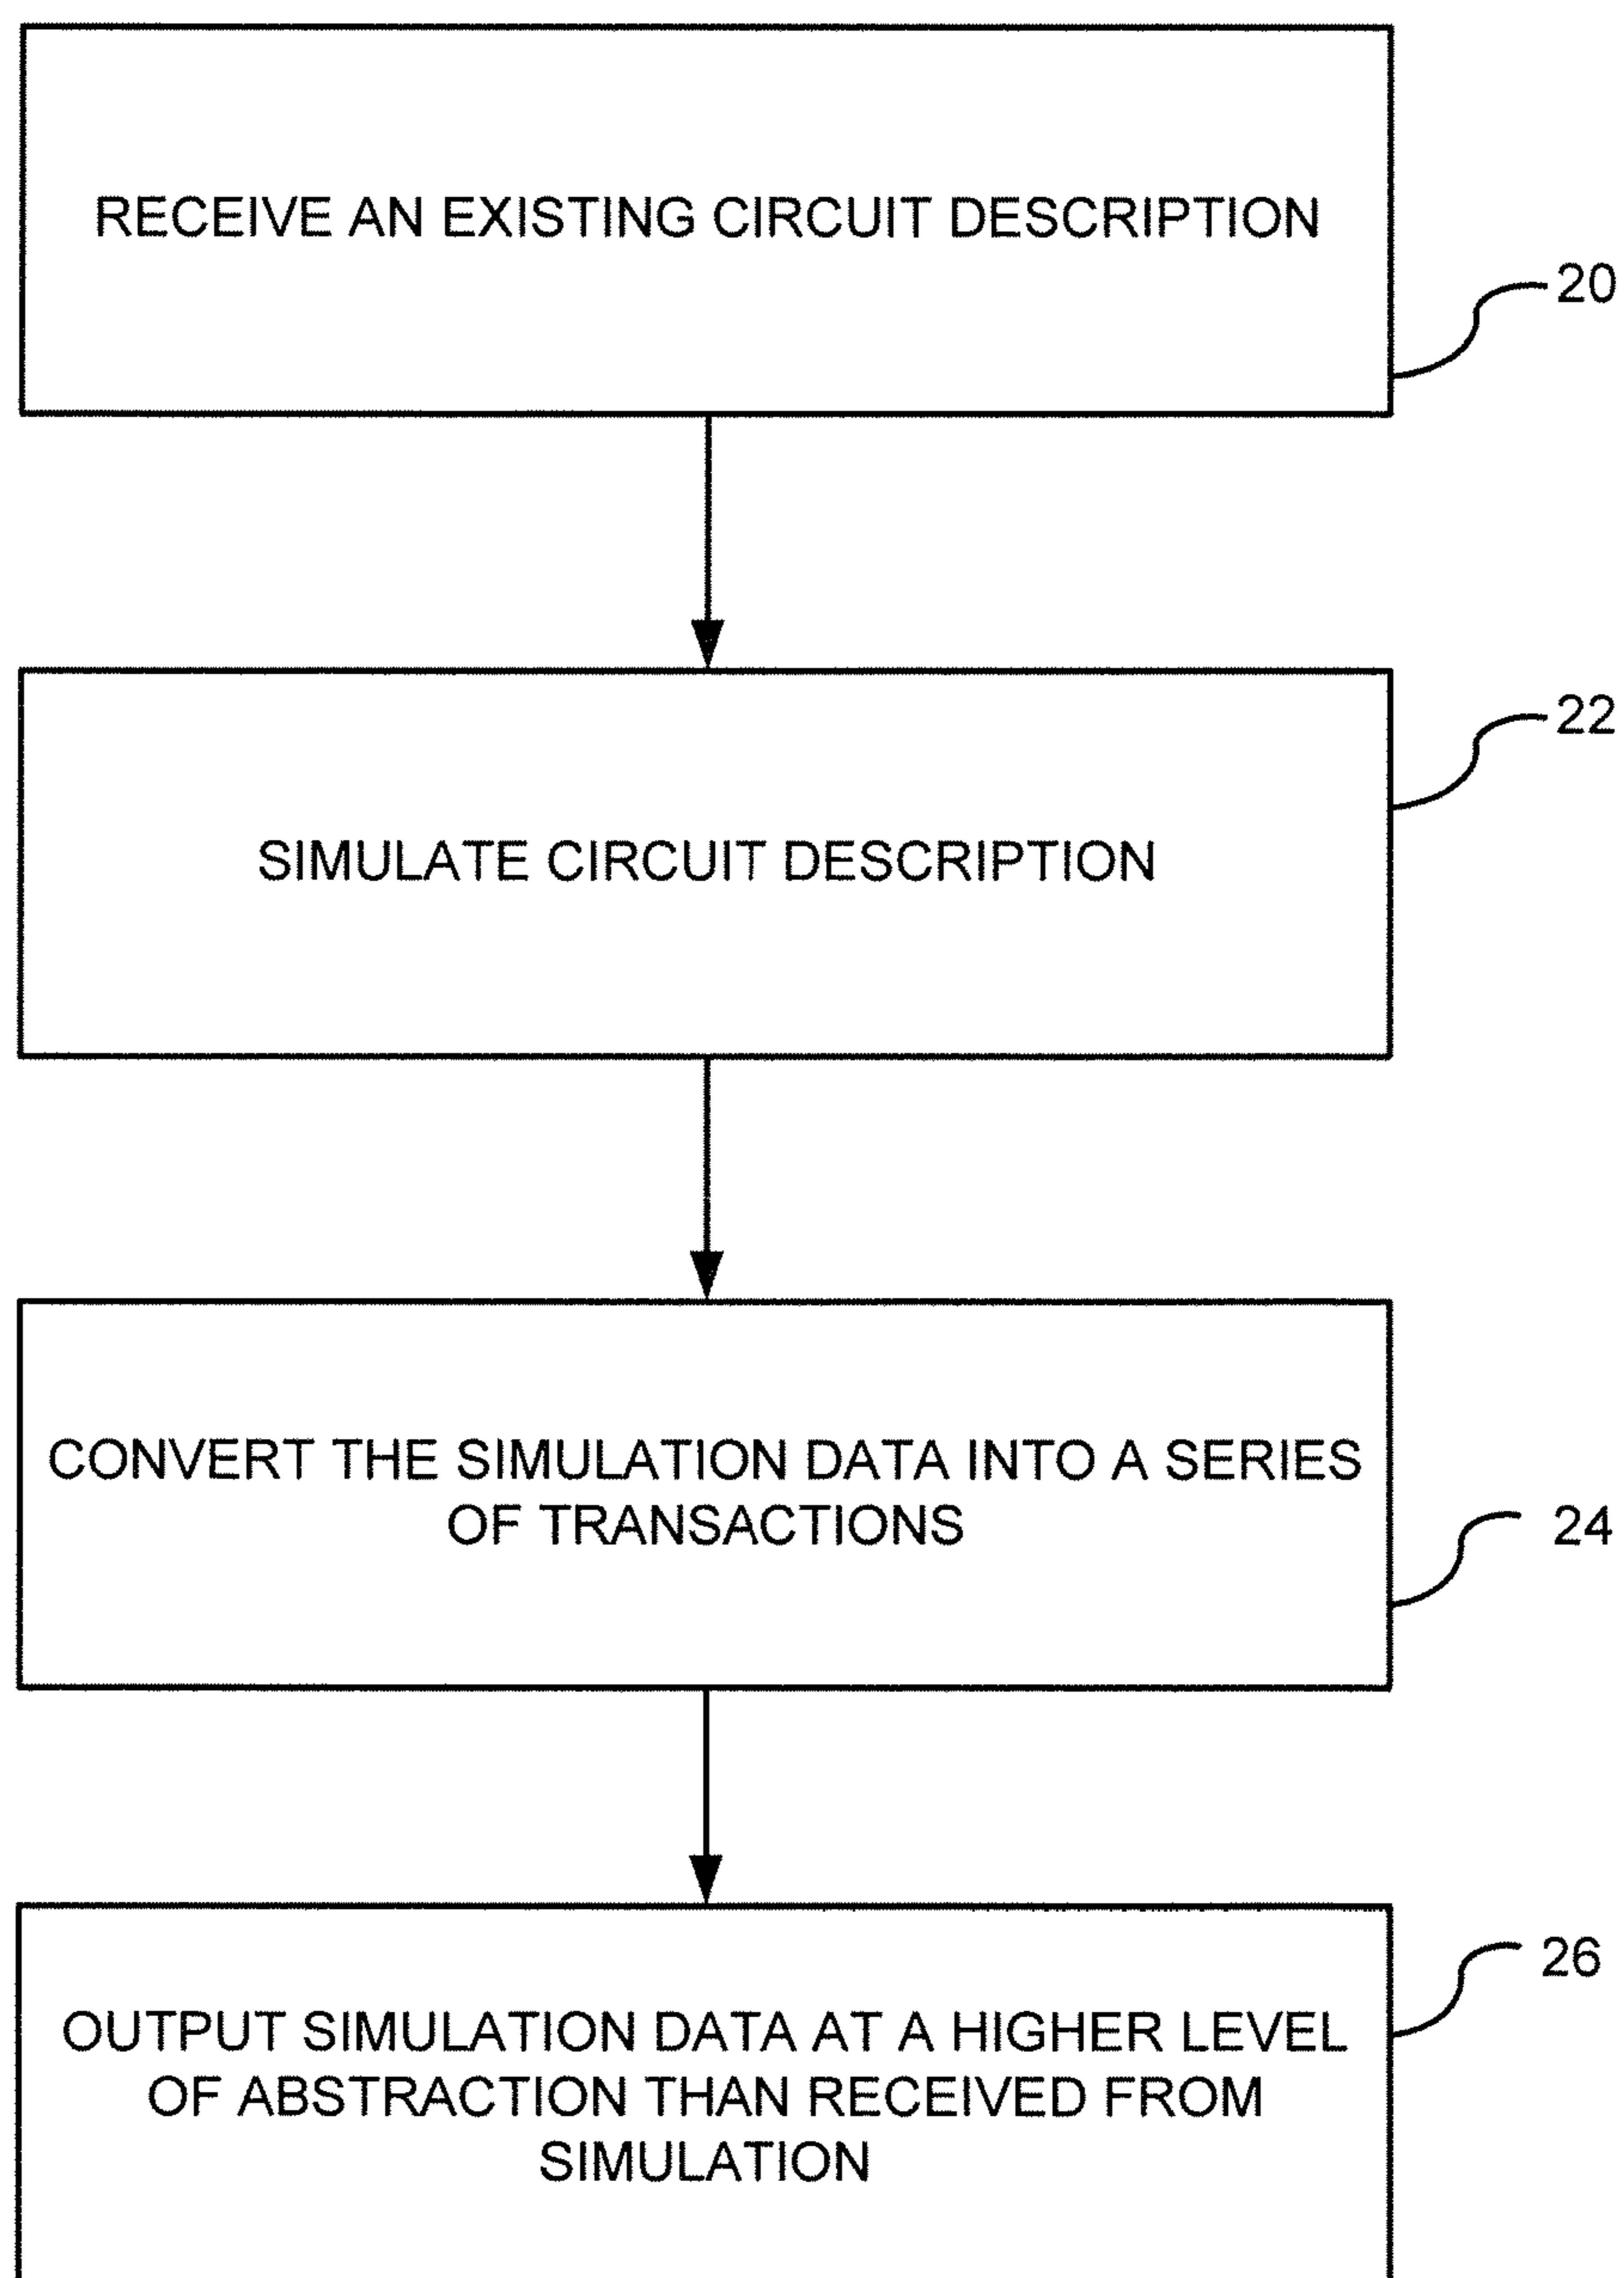 RECEIVE AN EXISTING CIRCUIT DESCRIPTION
20
22
SIMULATE CIRCUIT DESCRIPTION
CONVERT THE SIMULATION DATA INTO A SERIES
OF TRANSACTIONS
24
26
OUTPUT SIMULATION DATA AT A HIGHER LEVEL
OF ABSTRACTION THAN RECEIVED FROM
SIMULATION